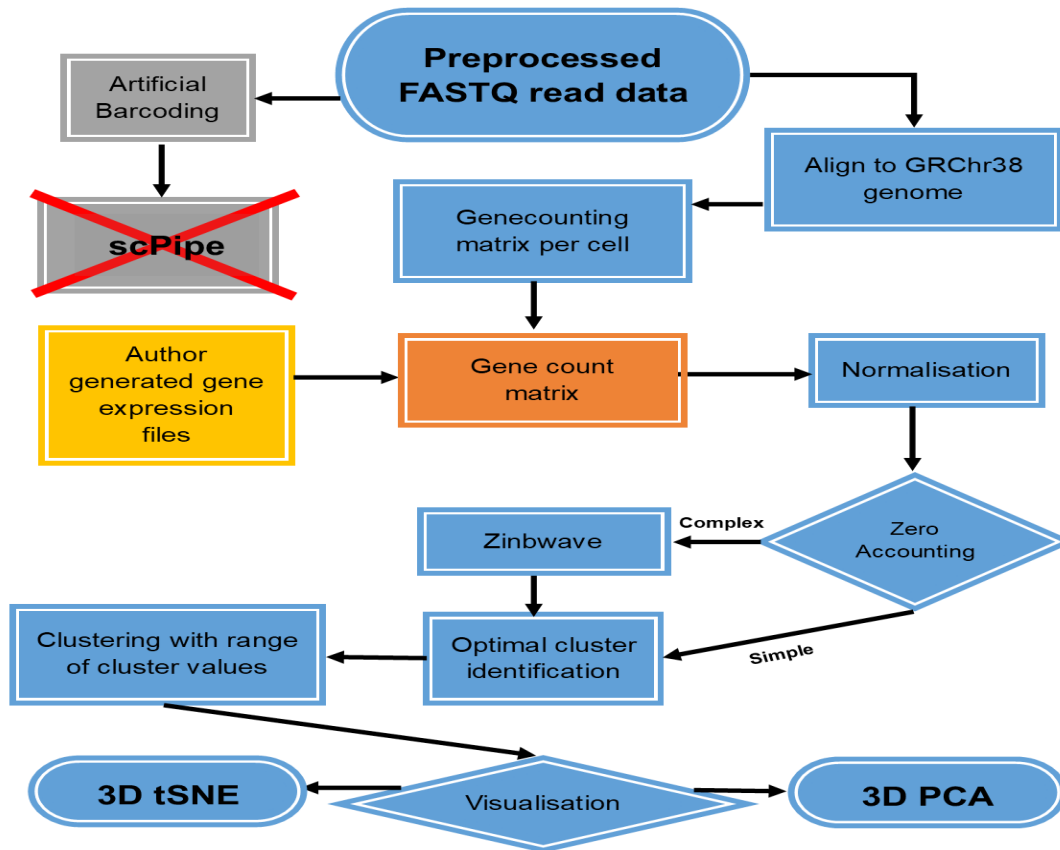 Preprocessed
FASTQ read data
Artificial
Barcoding
Align to GRChr38
genome
Genecounting
matrix per cell
scPipe
Author
generated gene
expression
files
Gene count
matrix
Normalisation
Zero
Accounting
Complex
Zinbwave
Simple
Optimal cluster
identification
Clustering with range
of cluster values
Visualisation
3D tSNE
3D PCA